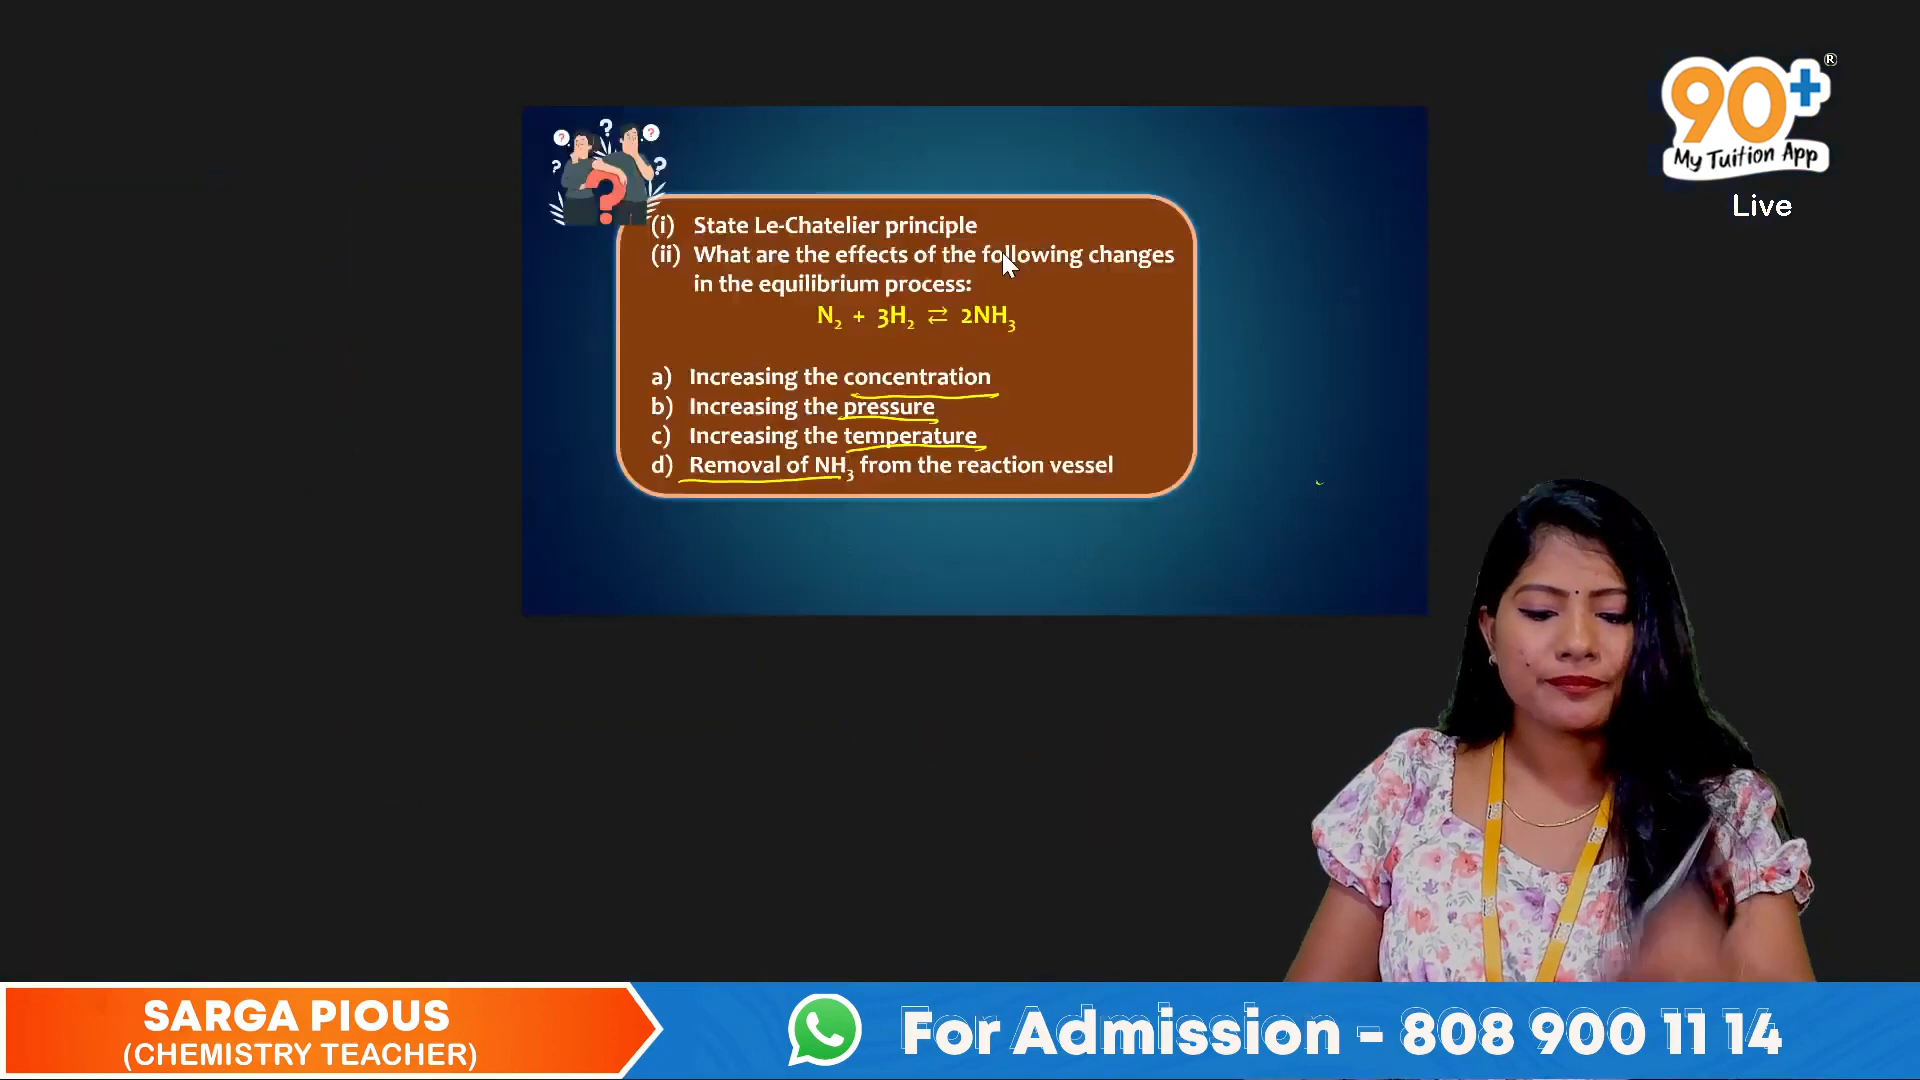 90+
®
My Tuition App
Live
(i) State Le-Chatelier principle
(ii) What are the effects of the following changes
in the equilibrium process:
N₂ + 3H₂ ⇄ 2NH₃
a) Increasing the concentration
b) Increasing the pressure
c) Increasing the temperature
d) Removal of NH₃ from the reaction vessel
SARGA PIOUS
(CHEMISTRY TEACHER)
For Admission - 808 900 11 14